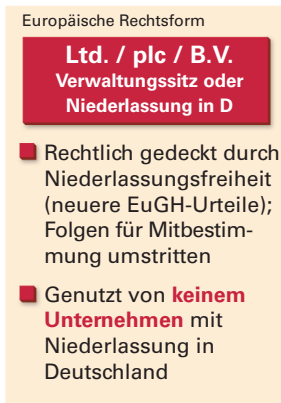 Europäische Rechtsform
Ltd. / plc / B.V.
Verwaltungssitz oder
Niederlassung in D
Rechtlich gedeckt durch
Niederlassungsfreiheit
(neuere EuGH-Urteile);
Folgen für Mitbestim-
mung umstritten
Genutzt von keinem
Unternehmen mit
Niederlassung in
Deutschland